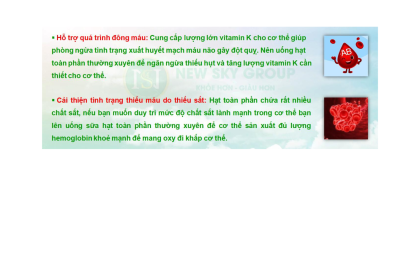 • Hỗ trợ quá trình đông máu: Cung cấp lượng lớn vitamin K cho cơ thể giúp
phòng ngừa tình trạng xuất huyết mạch máu não gây đột quỵ. Nên uống hạt
toán phần thường xuyên để ngăn ngừa thiếu hụt và tăng lượng vitamin K cần
thiết cho cơ thể.
AB
NEW SKY GROUP
• Cải thiện tình trạng thiếu máu do thiếu sắt: Hạt toán phần chứa rất nhiều
chất sắt, nếu bạn muốn duy trì mức độ chất sắt lành mạnh trong cơ thể bạn
lên uống sữa hạt toán phần thường xuyên để cơ thể sản xuất đủ lượng
hemoglobin khoẻ mạnh để mang oxy đi khắp cơ thể.